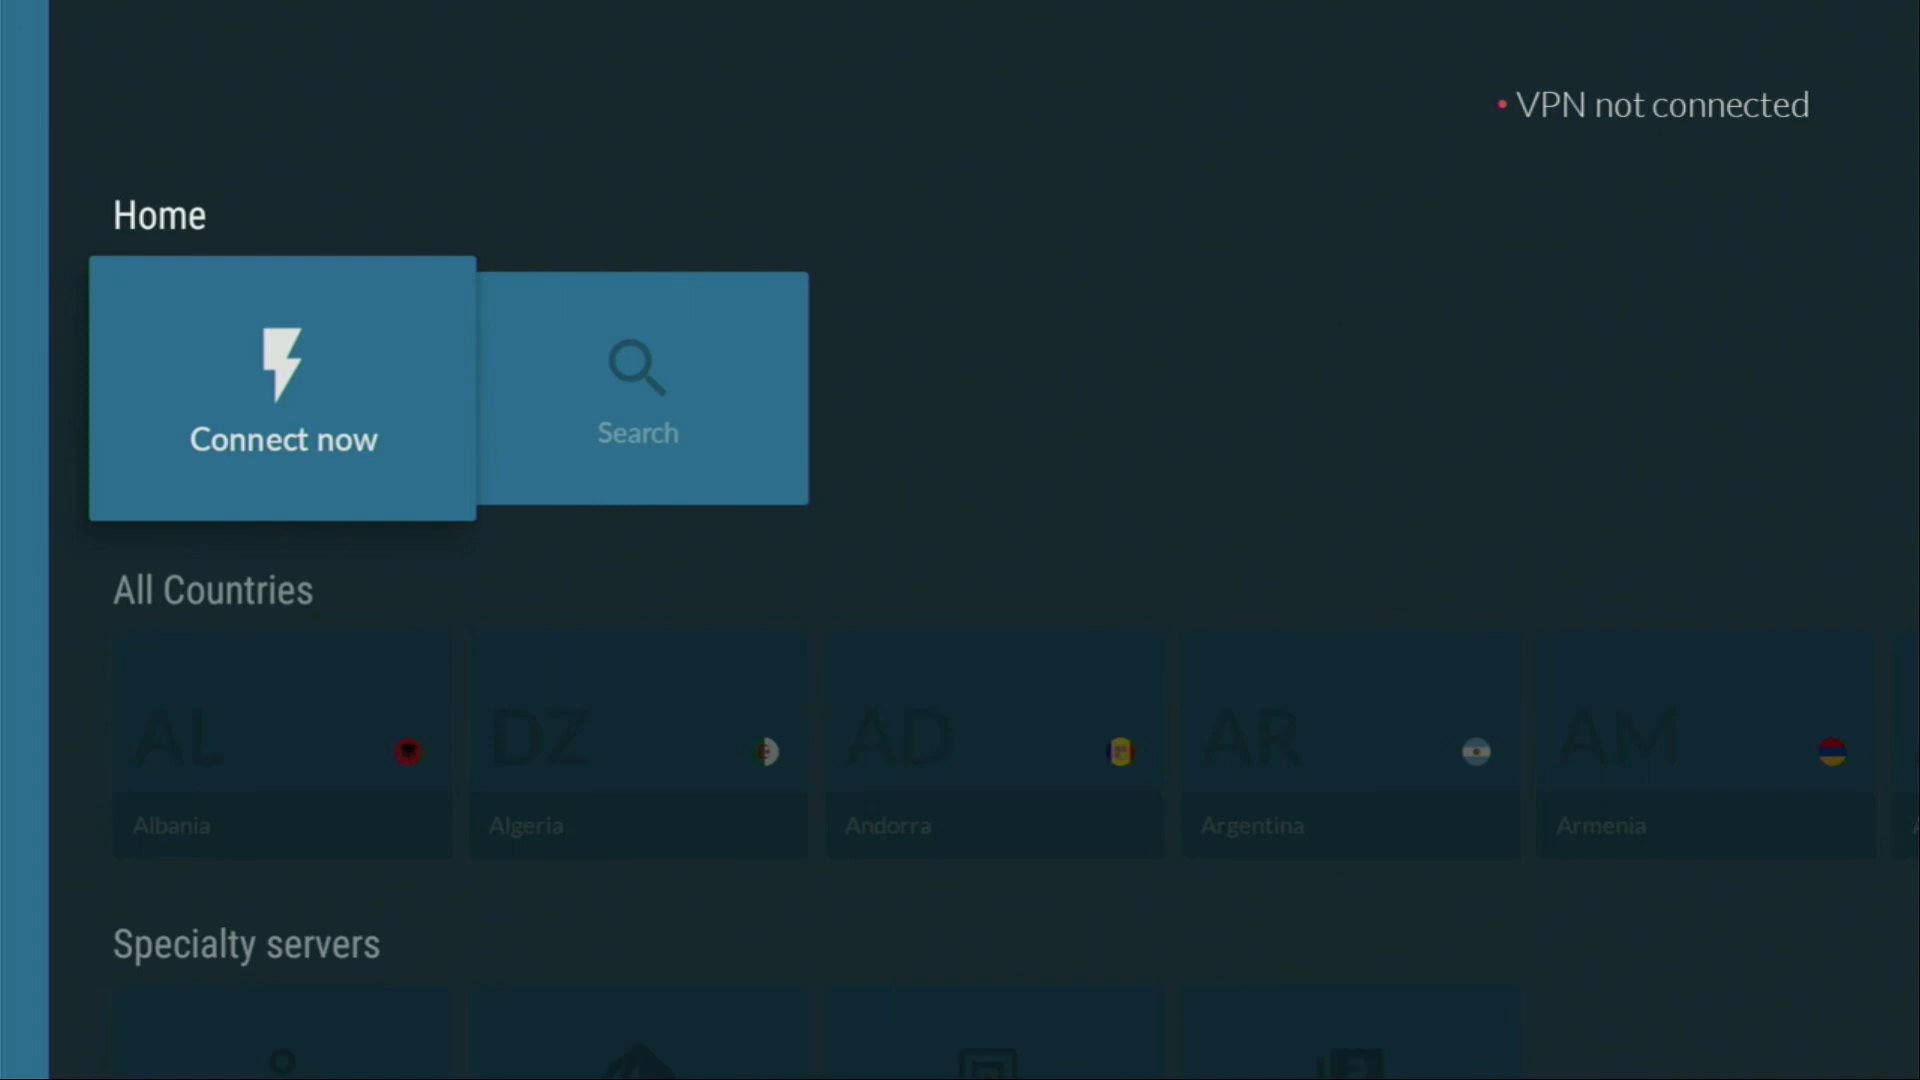 VPN not connected
Home
Connect now
Search
All Countries
AL
DZ
AD
AR
AM
Albania
Algeria
Andorra
Argentina
Armenia
Specialty servers